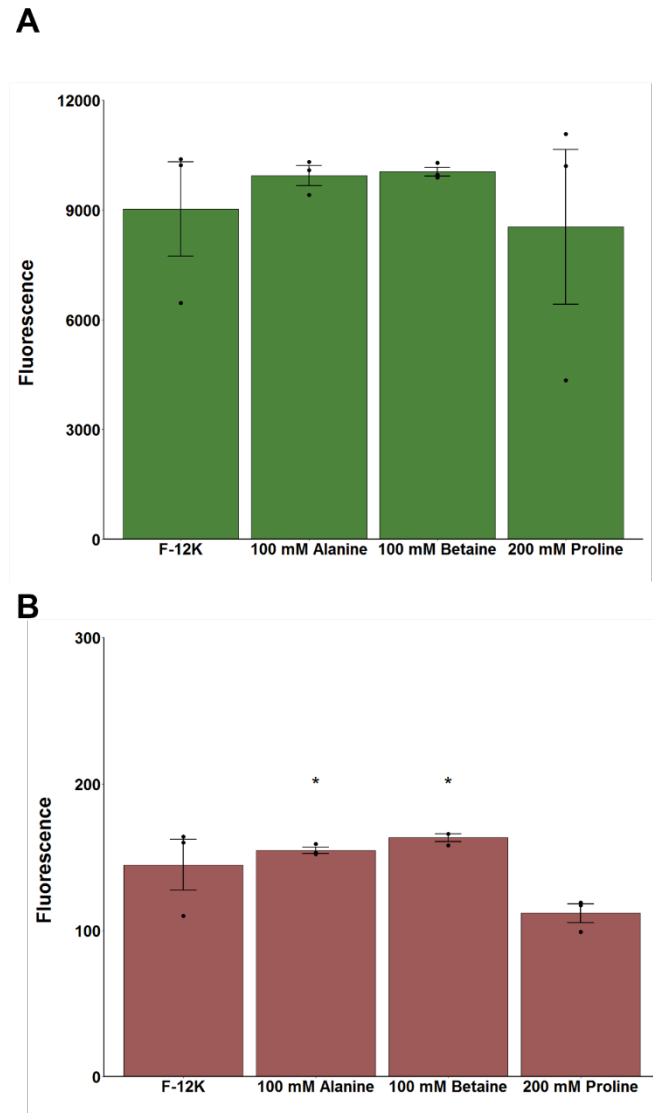 A
12000
9000
6000
3000
0
Fluorescence
F-12K 100 mM Alanine 100 mM Betaine 200 mM Proline
B
300
200
100
0
Fluorescence
* *
F-12K 100 mM Alanine 100 mM Betaine 200 mM Proline